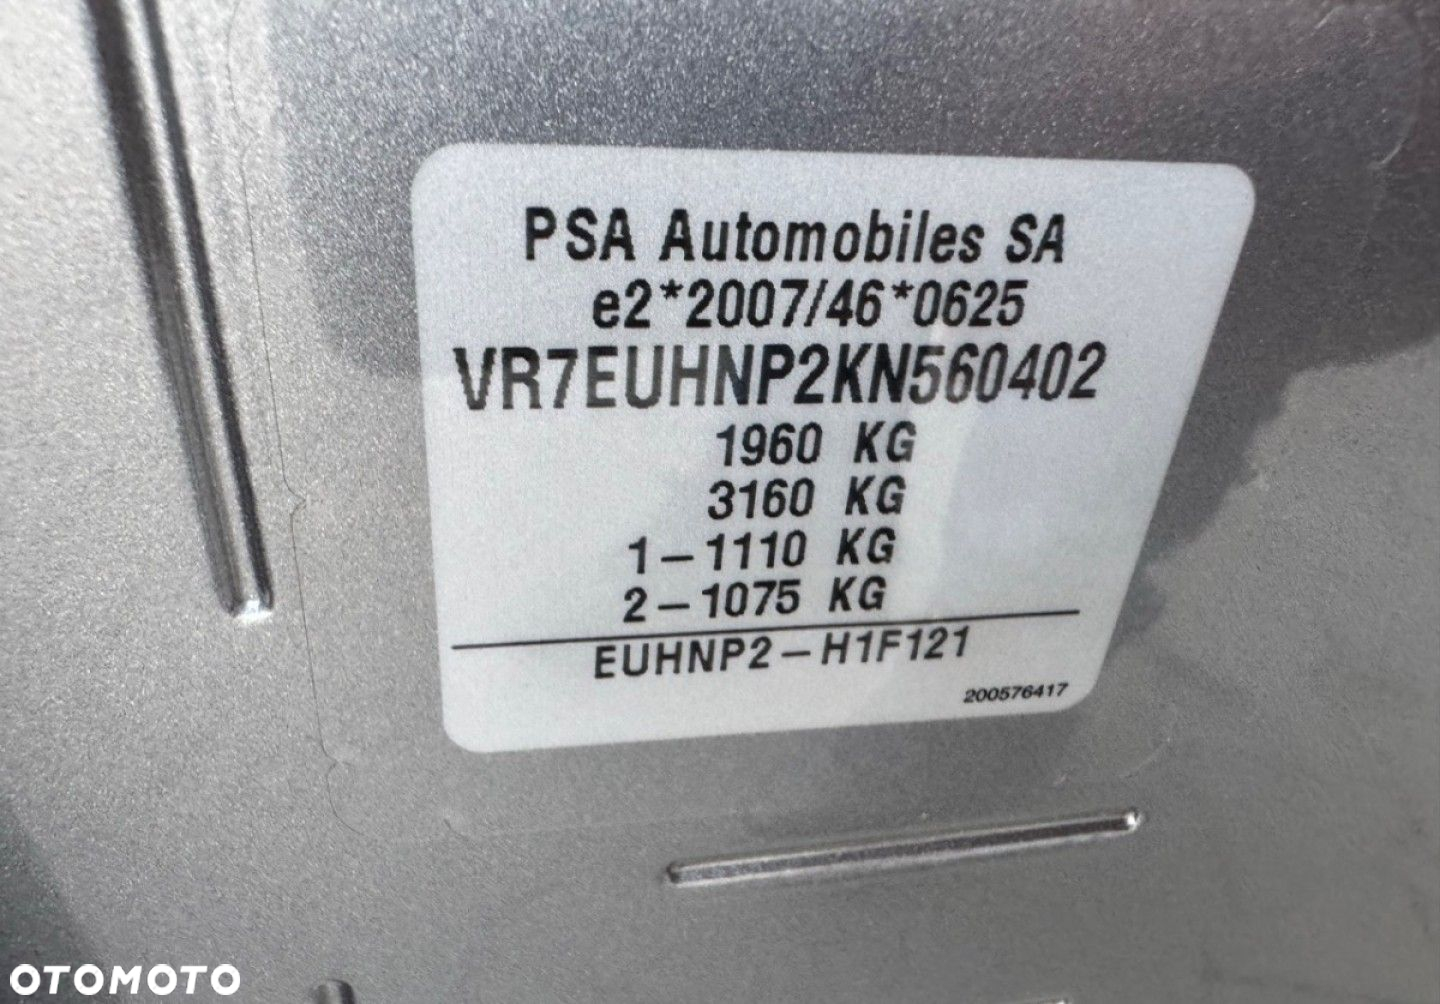 PSA Automobiles SA
e2*2007/46*0625
VR7EUHNP2KN560402
1960 KG
3160 KG
1-1110 KG
2-1075 KG
EUHNP2-H1F121
200576417
OTOMOTO